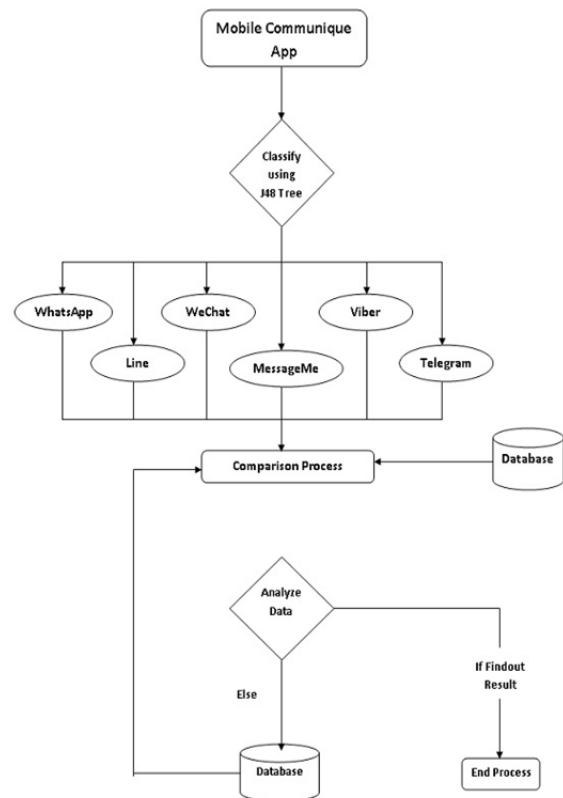 Mobile Communique
App
Classify
using
J48 Tree
WhatsApp
WeChat
Viber
Line
MessageMe
Telegram
Comparison Process
Database
Analyze
Data
If Findout
Result
Else
Database
End Process